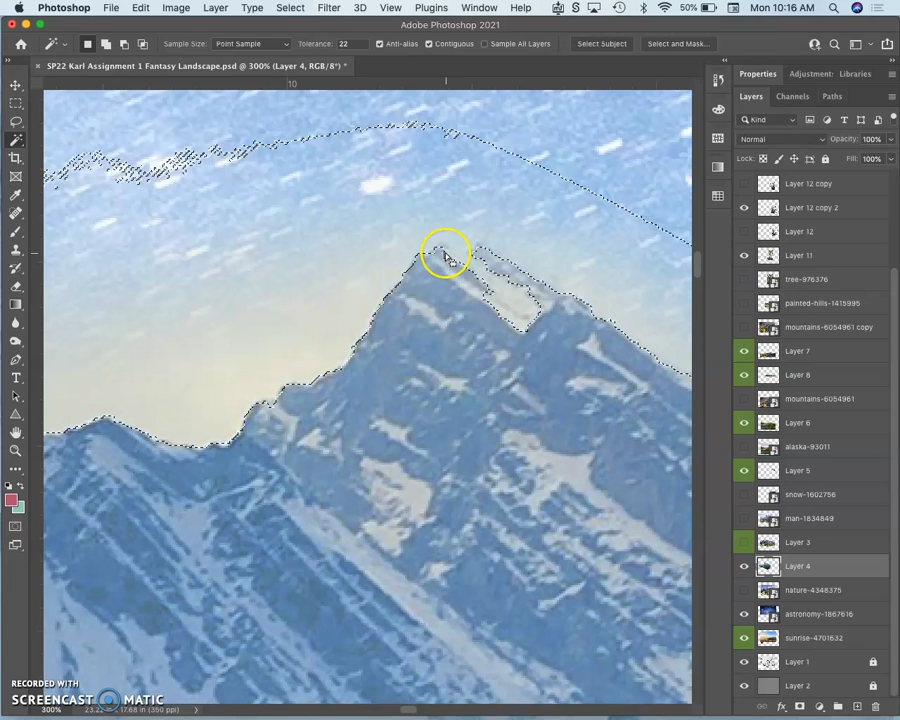 Photoshop File Edit Image Layer Type Select Filter 3D View Plugins Window Help 50% Mon 10:16 AM
Adobe Photoshop 2021
Sample Size: Point Sample Tolerance: 22 Anti-alias Contiguous Sample All Layers Select Subject Select and Mask...
× SP22 Karl Assignment 1 Fantasy Landscape.psd @ 300% (Layer 4, RGB/8*) *
Properties Adjustment: Libraries
10
Layers Channels Paths
Kind
Normal Opacity: 100%
Lock: Fill: 100%
Layer 12 copy
Layer 12 copy 2
Layer 12
Layer 11
tree-976376
painted-hills-1415995
mountains-6054961 copy
Layer 7
Layer 8
mountains-6054961
Layer 6
alaska-93011
Layer 5
snow-1602756
man-1834849
Layer 3
Layer 4
nature-4348375
astronomy-1867616
sunrise-4701632
Layer 1
Layer 2
RECORDED WITH
SCREENCAST MATIC
300%
(350 ppi)